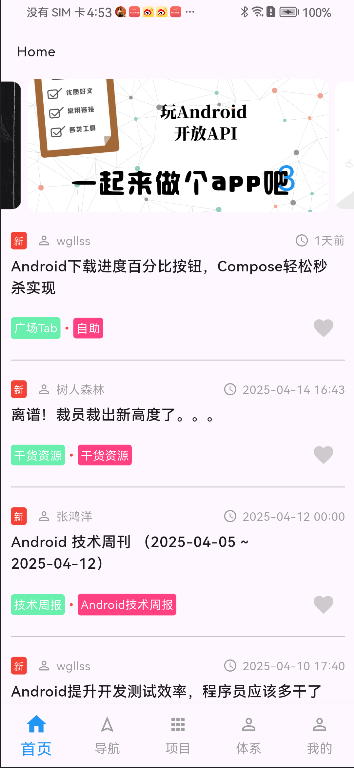 没有 SIM 卡 4:53 100%
Home
优质好文
常用链接
各类工具
玩Android
开放API
一起来做个app吧
3
新 wgllss 1天前
Android下载进度百分比按钮，Compose轻松秒
杀实现
广场Tab • 自助
新 树人森林 2025-04-14 16:43
离谱！裁员裁出新高度了。。。
干货资源 • 干货资源
新 张鸿洋 2025-04-12 00:00
Android 技术周刊 （2025-04-05 ~
2025-04-12）
技术周报 • Android技术周报
新 wgllss 2025-04-10 17:40
Android提升开发测试效率，程序员应该多干了
首页 导航 项目 体系 我的